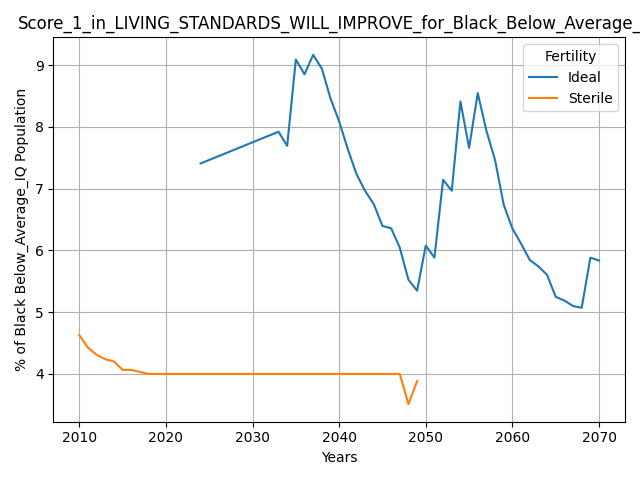 Score_1_in_LIVING_STANDARDS_WILL_IMPROVE_for_Black_Below_Average_
Fertility
Ideal
Sterile
% of Black Below_Average_IQ Population
9
8
7
6
5
4
2010 2020 2030 2040 2050 2060 2070
Years